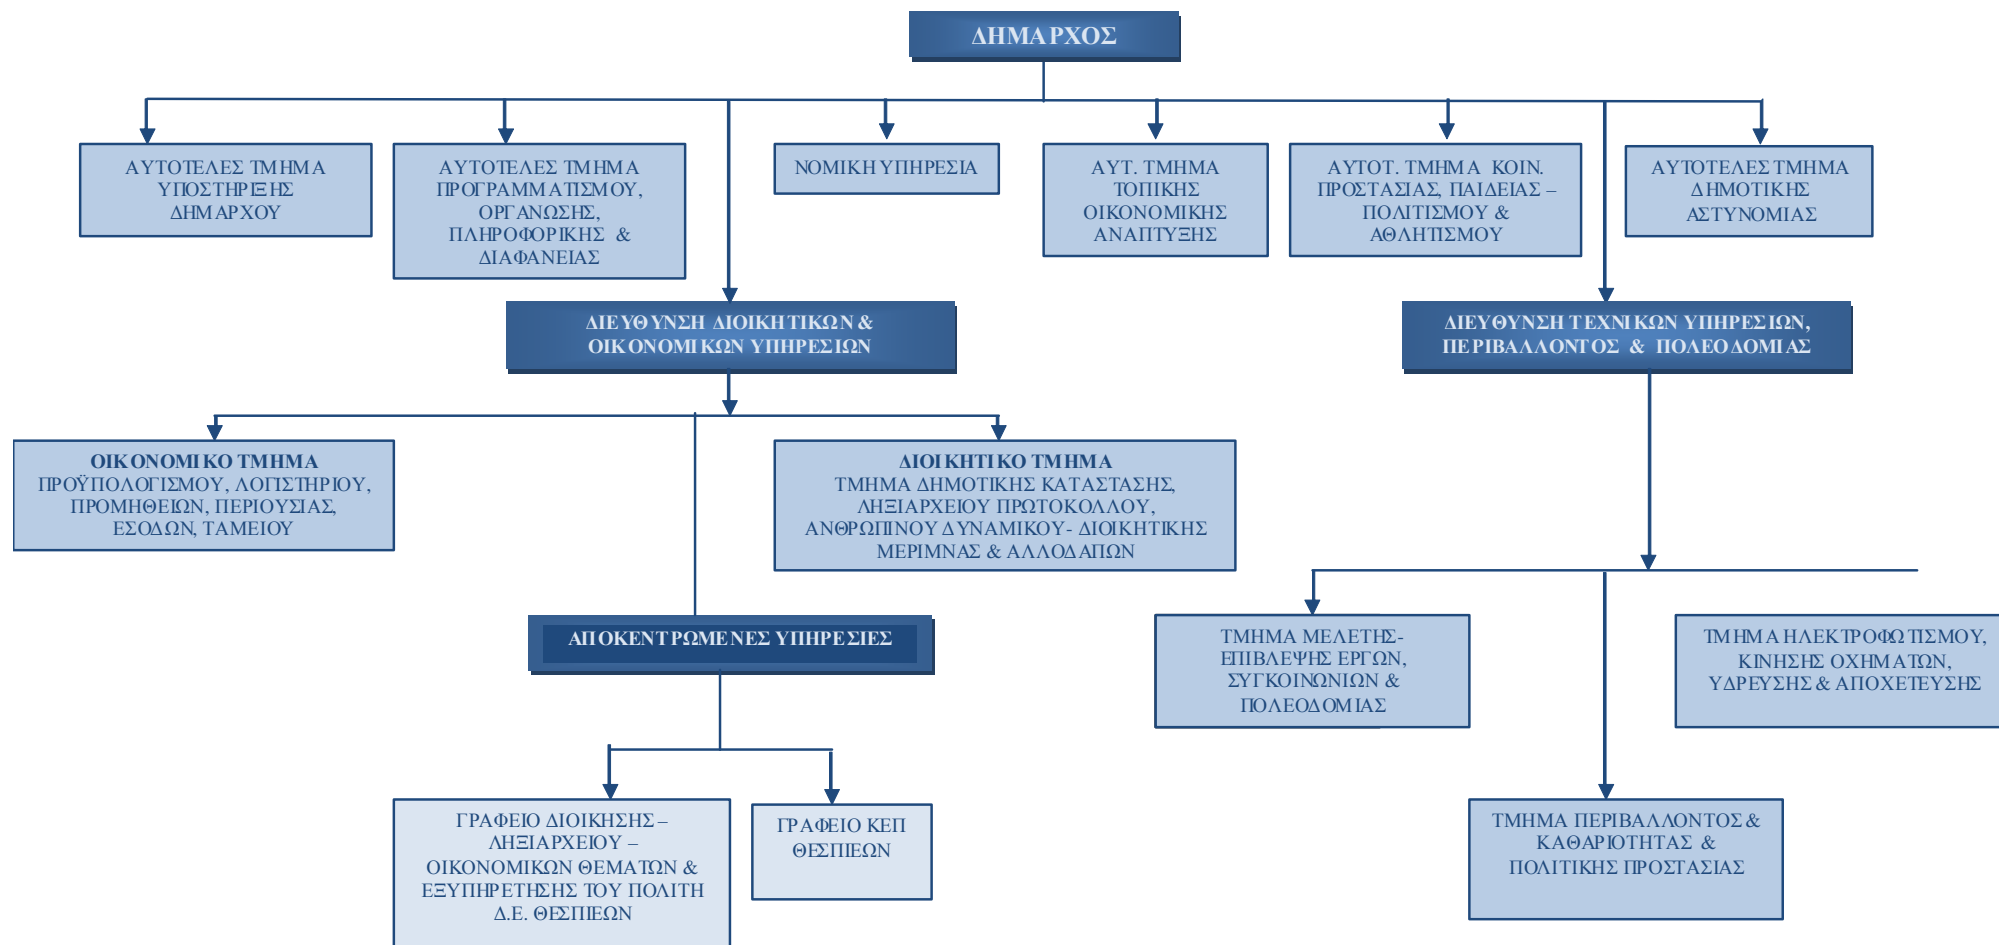 ΔΗΜΑΡΧΟΣ
ΑΥΤΟΤΕΛΕΣ ΤΜΗΜΑ
ΥΠΟΣΤΗΡΙΞΗΣ
ΔΗΜΑΡΧΟΥ
ΑΥΤΟΤΕΛΕΣ ΤΜΗΜΑ
ΠΡΟΓΡΑΜΜΑΤΙΣΜΟΥ,
ΟΡΓΑΝΩΣΗΣ,
ΠΛΗΡΟΦΟΡΙΚΗΣ &
ΔΙΑΦΑΝΕΙΑΣ
ΝΟΜΙΚΗ ΥΠΗΡΕΣΙΑ
ΑΥΤ. ΤΜΗΜΑ
ΤΟΠΙΚΗΣ
ΟΙΚΟΝΟΜΙΚΗΣ
ΑΝΑΠΤΥΞΗΣ
ΑΥΤΟΤ. ΤΜΗΜΑ ΚΟΙΝ.
ΠΡΟΣΤΑΣΙΑΣ, ΠΑΙΔΕΙΑΣ –
ΠΟΛΙΤΙΣΜΟΥ &
ΑΘΛΗΤΙΣΜΟΥ
ΑΥΤΟΤΕΛΕΣ ΤΜΗΜΑ
ΔΗΜΟΤΙΚΗΣ
ΑΣΤΥΝΟΜΙΑΣ
ΔΙΕΥΘΥΝΣΗ ΔΙΟΙΚΗΤΙΚΩΝ &
ΟΙΚΟΝΟΜΙΚΩΝ ΥΠΗΡΕΣΙΩΝ
ΔΙΕΥΘΥΝΣΗ ΤΕΧΝΙΚΩΝ ΥΠΗΡΕΣΙΩΝ,
ΠΕΡΙΒΑΛΛΟΝΤΟΣ & ΠΟΛΕΟΔΟΜΙΑΣ
ΟΙΚΟΝΟΜΙΚΟ ΤΜΗΜΑ
ΠΡΟΫΠΟΛΟΓΙΣΜΟΥ, ΛΟΓΙΣΤΗΡΙΟΥ,
ΠΡΟΜΗΘΕΙΩΝ, ΠΕΡΙΟΥΣΙΑΣ,
ΕΣΟΔΩΝ, ΤΑΜΕΙΟΥ
ΔΙΟΙΚΗΤΙΚΟ ΤΜΗΜΑ
ΤΜΗΜΑ ΔΗΜΟΤΙΚΗΣ ΚΑΤΑΣΤΑΣΗΣ,
ΛΗΞΙΑΡΧΕΙΟΥ ΠΡΩΤΟΚΟΛΛΟΥ,
ΑΝΘΡΩΠΙΝΟΥ ΔΥΝΑΜΙΚΟΥ- ΔΙΟΙΚΗΤΙΚΗΣ
ΜΕΡΙΜΝΑΣ & ΑΛΛΟΔΑΠΩΝ
ΑΠΟΚΕΝΤΡΩΜΕΝΕΣ ΥΠΗΡΕΣΙΕΣ
ΤΜΗΜΑ ΜΕΛΕΤΗΣ-
ΕΠΙΒΛΕΨΗΣ ΕΡΓΩΝ,
ΣΥΓΚΟΙΝΩΝΙΩΝ &
ΠΟΛΕΟΔΟΜΙΑΣ
ΤΜΗΜΑ ΗΛΕΚΤΡΟΦΩΤΙΣΜΟΥ,
ΚΙΝΗΣΗΣ ΟΧΗΜΑΤΩΝ,
ΥΔΡΕΥΣΗΣ & ΑΠΟΧΕΤΕΥΣΗΣ
ΓΡΑΦΕΙΟ ΔΙΟΙΚΗΣΗΣ –
ΛΗΞΙΑΡΧΕΙΟΥ –
ΟΙΚΟΝΟΜΙΚΩΝ ΘΕΜΑΤΩΝ &
ΕΞΥΠΗΡΕΤΗΣΗΣ ΤΟΥ ΠΟΛΙΤΗ
Δ.Ε. ΘΕΣΠΙΕΩΝ
ΓΡΑΦΕΙΟ ΚΕΠ
ΘΕΣΠΙΕΩΝ
ΤΜΗΜΑ ΠΕΡΙΒΑΛΛΟΝΤΟΣ &
ΚΑΘΑΡΙΟΤΗΤΑΣ &
ΠΟΛΙΤΙΚΗΣ ΠΡΟΣΤΑΣΙΑΣ